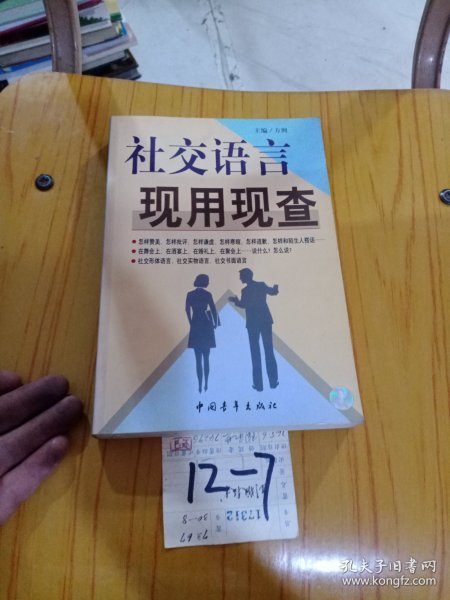 主编/方洲
社交语言
现用现查
●怎样赞美、怎样批评、怎样谦虚、怎样寒暄、怎样道歉、怎样和陌生人搭话……
●在舞会上、在酒宴上、在婚礼上、在聚会上……说什么？怎么说？
●社交形体语言、社交实物语言、社交书面语言
中国青年出版社
12-7
17312
孔夫子旧书网
www.kongfz.com